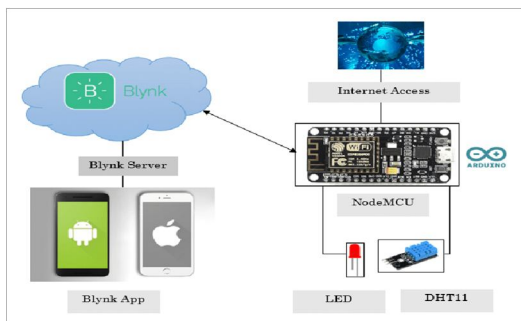 B Blynk
Internet Access
Blynk Server
ARDUINO
NodeMCU
Blynk App
LED
DHT11